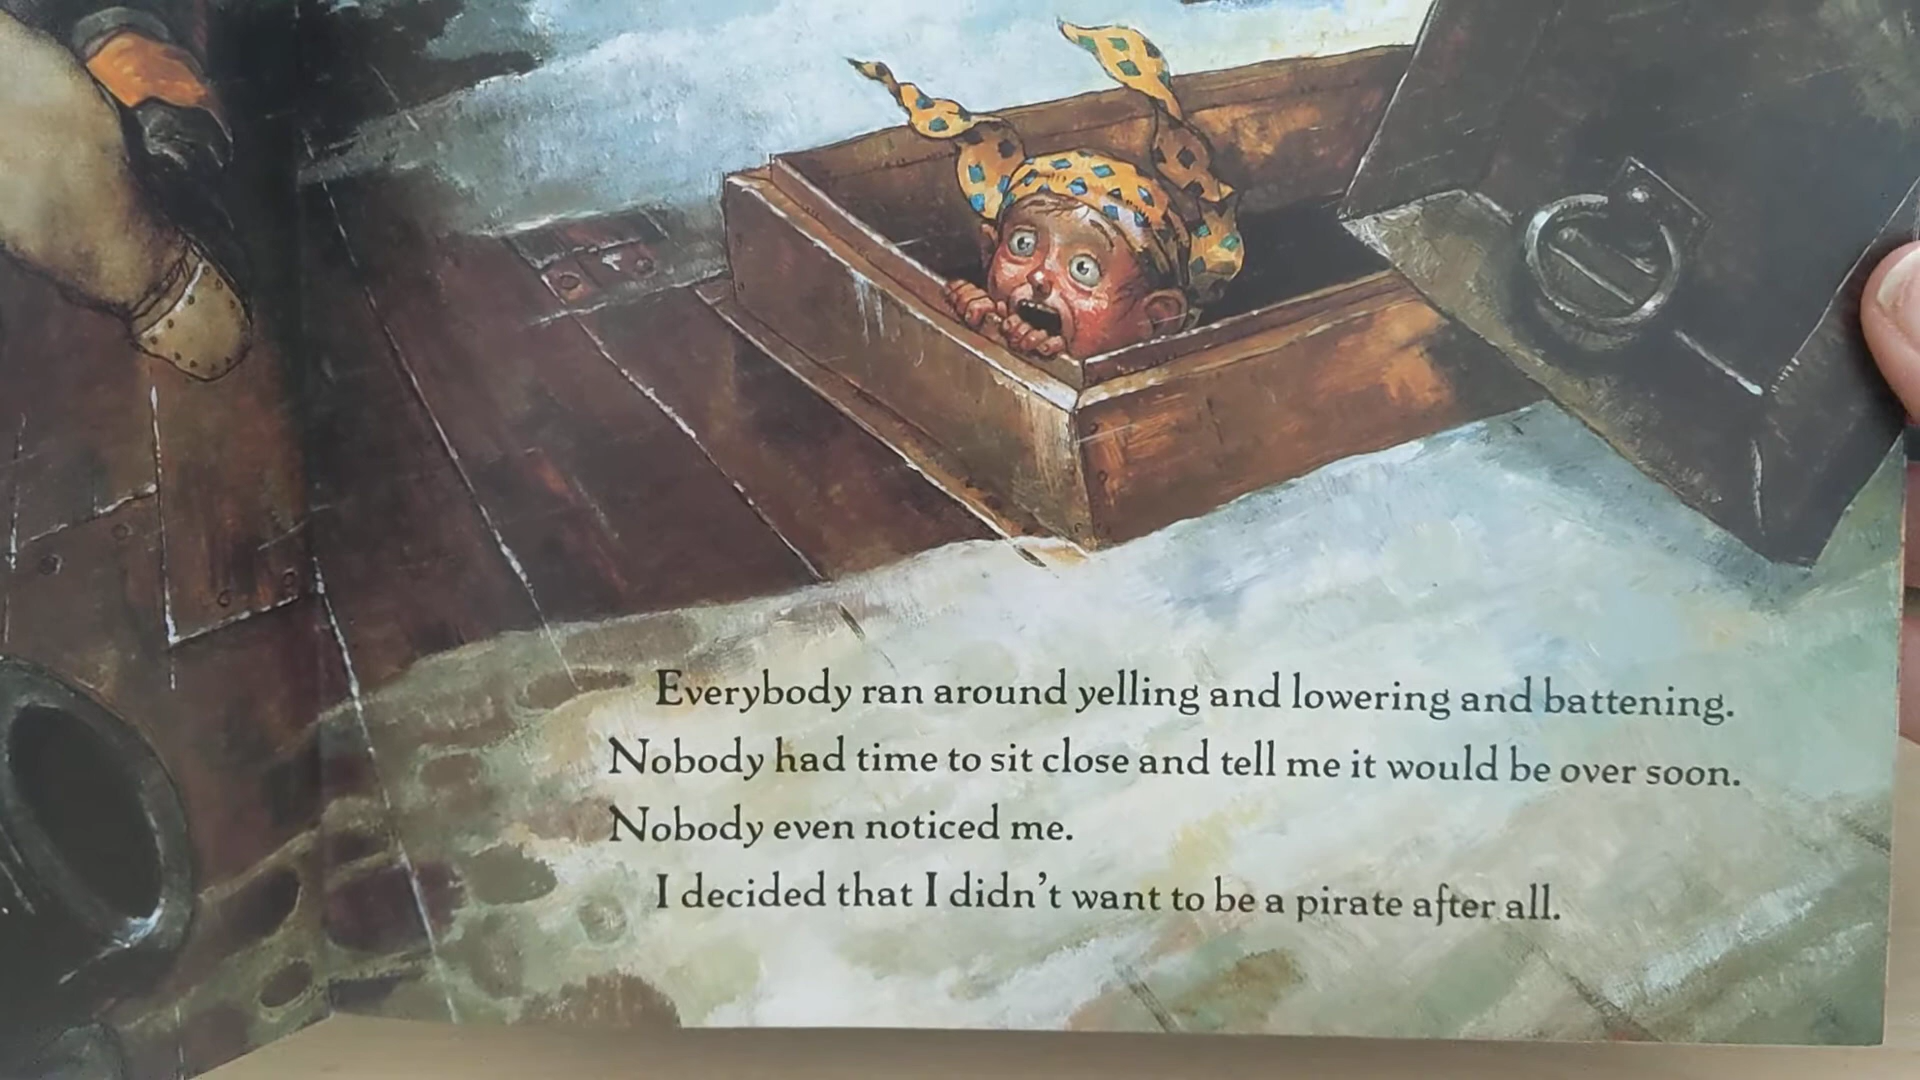 Everybody ran around yelling and lowering and battening.
Nobody had time to sit close and tell me it would be over soon.
Nobody even noticed me.
I decided that I didn't want to be a pirate after all.